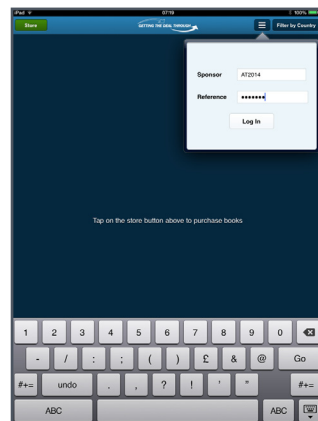 iPad 07:19 100%
Store GETTING THE DEAL THROUGH Filter by Country
Sponsor AT2014
Reference •••••••
Log In
Tap on the store button above to purchase books
1 2 3 4 5 6 7 8 9 0
- / : ; ( ) £ & @ Go
#+= undo . , ? ! ' " #+=
ABC ABC